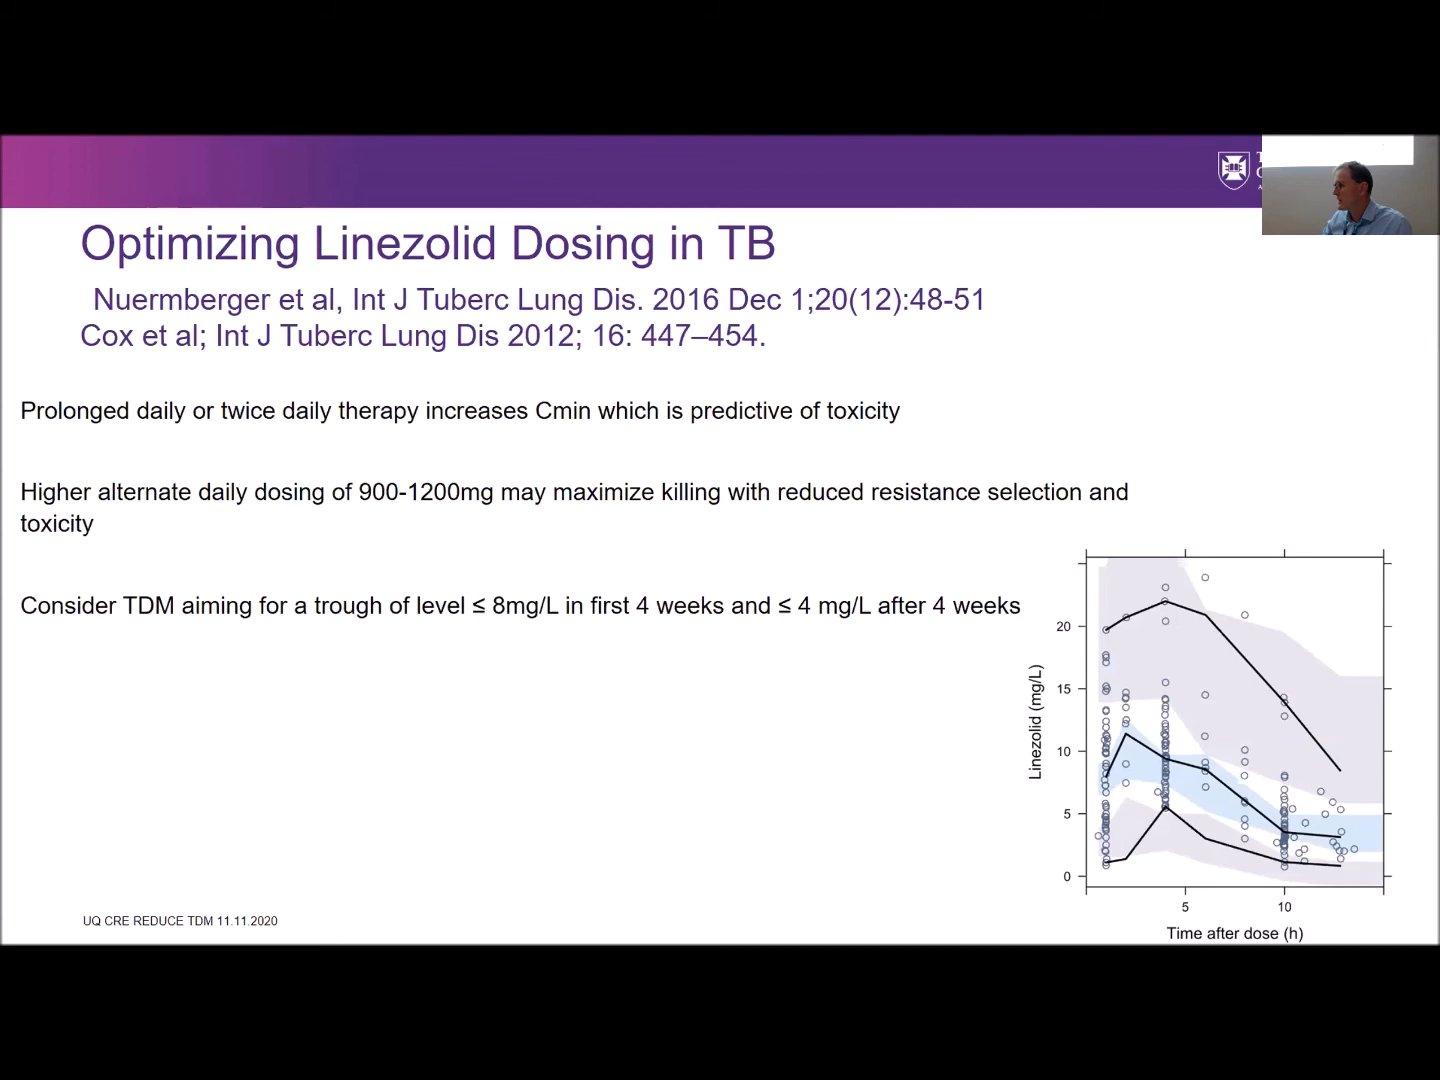 Optimizing Linezolid Dosing in TB
Nuermberger et al, Int J Tuberc Lung Dis. 2016 Dec 1;20(12):48-51
Cox et al; Int J Tuberc Lung Dis 2012; 16: 447–454.
Prolonged daily or twice daily therapy increases Cmin which is predictive of toxicity
Higher alternate daily dosing of 900-1200mg may maximize killing with reduced resistance selection and
toxicity
Consider TDM aiming for a trough of level ≤ 8mg/L in first 4 weeks and ≤ 4 mg/L after 4 weeks
20
15
10
5
0
Linezolid (mg/L)
5 10
Time after dose (h)
UQ CRE REDUCE TDM 11.11.2020